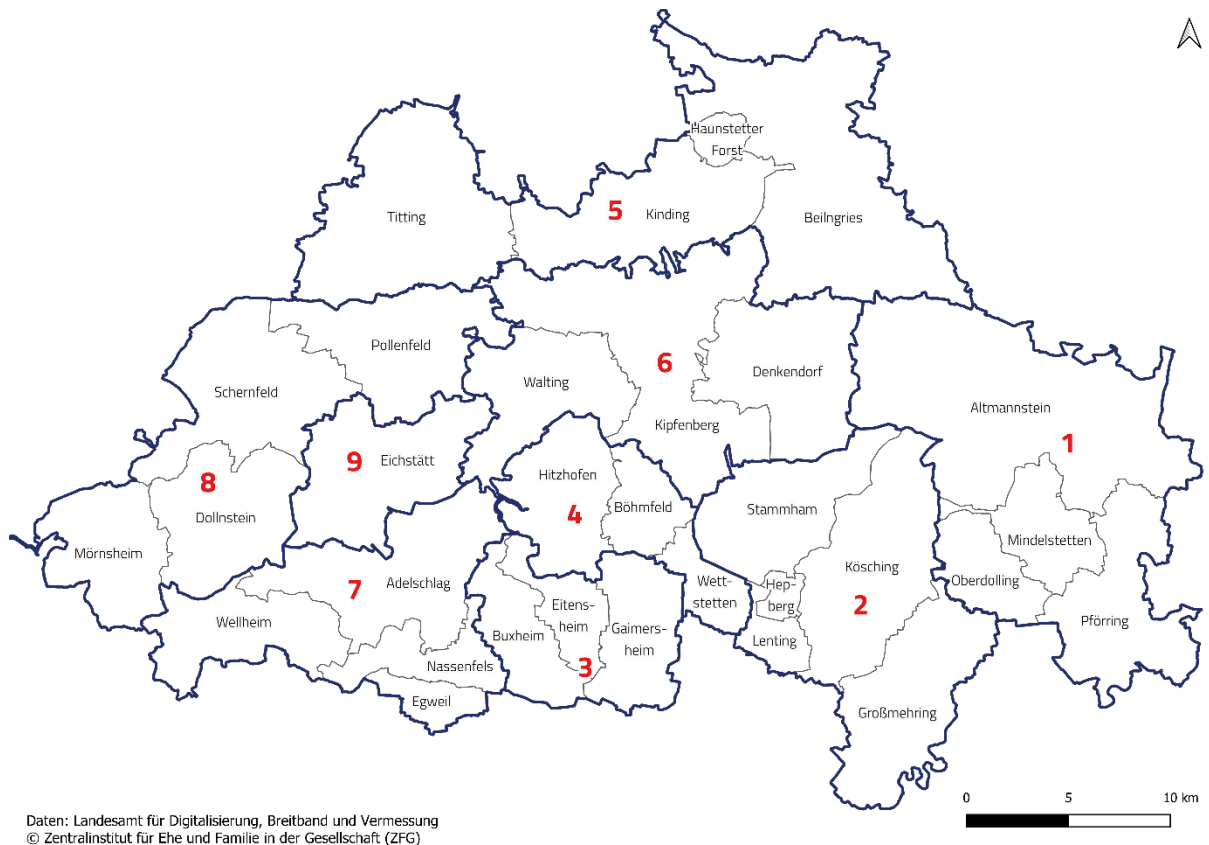 Haunstetter
Forst
Titting
5
Kinding
Beilngries
Pollenfeld
6
Schernfeld
Walting
Denkendorf
Altmannstein
Kipfenberg
1
9
Eichstätt
8
Hitzhofen
Dollnstein
4
Böhmfeld
Stammham
Mörnsheim
Mindelstetten
Kösching
7
Adelschlag
Wett-
stetten
Hep-
berg
Oberdolling
2
Eitens-
heim
Wellheim
Buxheim
Gaimers-
heim
Pförring
Lenting
3
Nassenfels
Egweil
Großmehring
0
5
10 km
Daten: Landesamt für Digitalisierung, Breitband und Vermessung
© Zentralinstitut für Ehe und Familie in der Gesellschaft (ZFG)